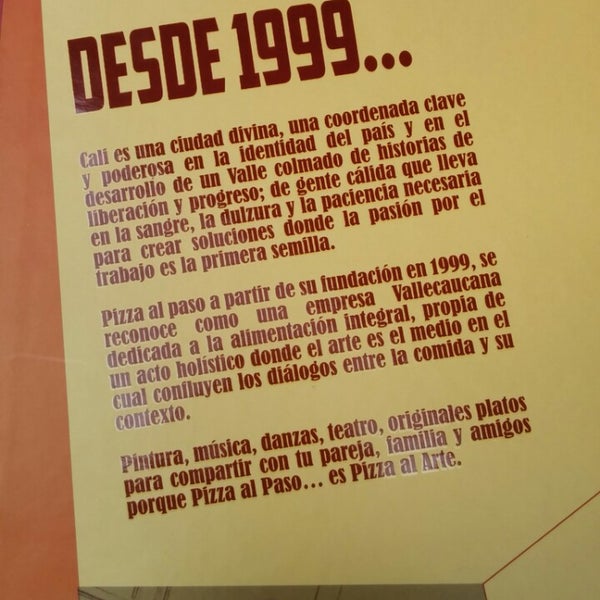 DESDE 1999...
Cali es una ciudad divina, una coordenada clave
y poderosa en la identidad del país y en el
desarrollo de un Valle colmado de historias de
liberación y progreso; de gente cálida que lleva
en la sangre, la dulzura y la paciencia necesaria
para crear soluciones donde la pasión por el
trabajo es la primera semilla.
Pizza al paso a partir de su fundación en 1999, se
reconoce como una empresa Vallecaucana
dedicada a la alimentación integral, propia de
un acto holístico donde el arte es el medio en el
cual confluyen los diálogos entre la comida y su
contexto.
Pintura, música, danzas, teatro, originales platos
para compartir con tu pareja, familia y amigos
porque Pizza al Paso... es Pizza al Arte.